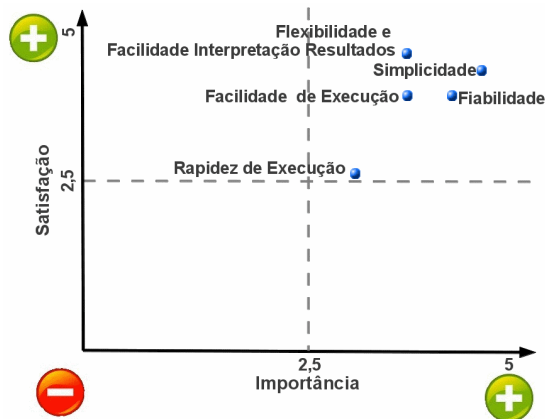 5
Flexibilidade e
Facilidade Interpretação Resultados
Simplicidade
Facilidade de Execução
Fiabilidade
Rapidez de Execução
2,5
Satisfação
2,5
5
Importância